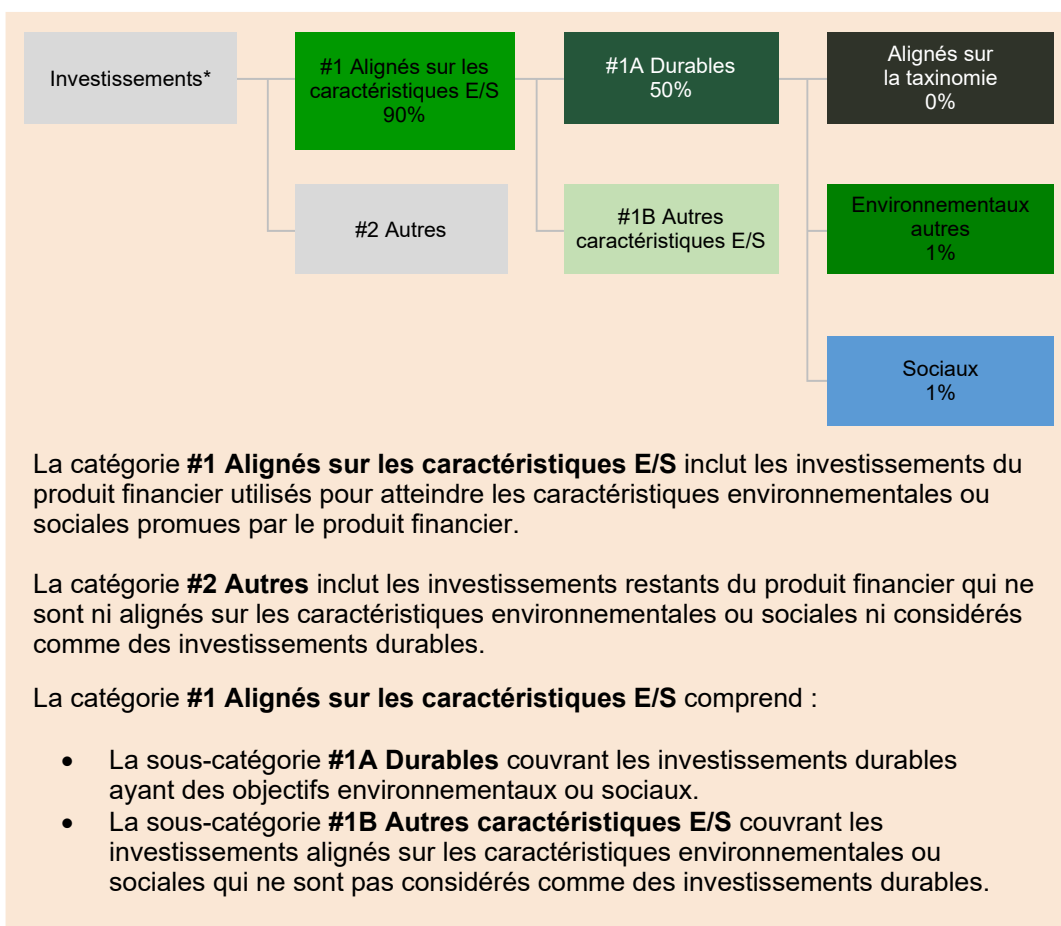 Investissements*
#1 Alignés sur les
caractéristiques E/S
90%
#1A Durables
50%
Alignés sur
la taxinomie
0%
#2 Autres
#1B Autres
caractéristiques E/S
Environnementaux
autres
1%
Sociaux
1%
La catégorie #1 Alignés sur les caractéristiques E/S inclut les investissements du
produit financier utilisés pour atteindre les caractéristiques environnementales ou
sociales promues par le produit financier.
La catégorie #2 Autres inclut les investissements restants du produit financier qui ne
sont ni alignés sur les caractéristiques environnementales ou sociales ni considérés
comme des investissements durables.
La catégorie #1 Alignés sur les caractéristiques E/S comprend :
• La sous-catégorie #1A Durables couvrant les investissements durables
ayant des objectifs environnementaux ou sociaux.
• La sous-catégorie #1B Autres caractéristiques E/S couvrant les
investissements alignés sur les caractéristiques environnementales ou
sociales qui ne sont pas considérés comme des investissements durables.